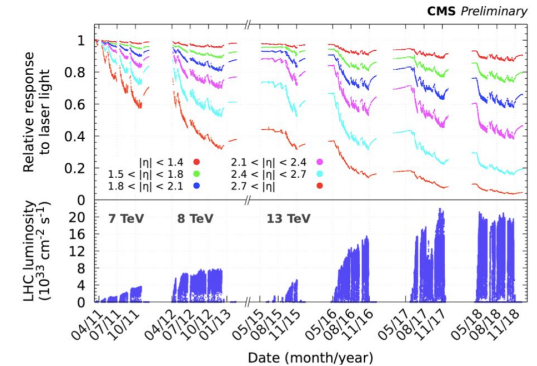 CMS Preliminary
Relative response
to laser light
1
0.8
0.6
0.4
0.2
0
|η| < 1.4
1.5 < |η| < 1.8
1.8 < |η| < 2.1
2.1 < |η| < 2.4
2.4 < |η| < 2.7
2.7 < |η|
LHC luminosity
(10³³ cm⁻² s⁻¹)
7 TeV
8 TeV
13 TeV
20
16
12
8
4
0
04/11
07/11
10/11
04/12
07/12
10/12
01/13
05/15
08/15
11/15
05/16
08/16
11/16
05/17
08/17
11/17
05/18
08/18
11/18
Date (month/year)